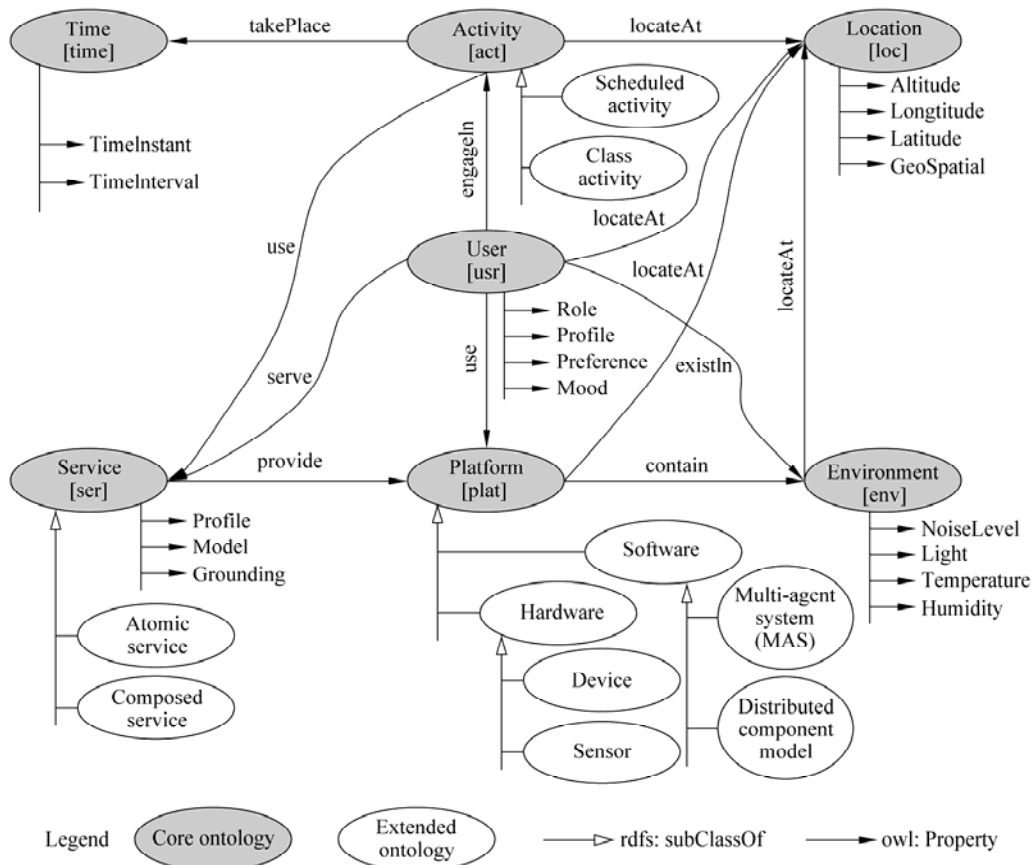 Time
[time]
takePlace
Activity
[act]
locateAt
Location
[loc]
TimeInstant
TimeInterval
Scheduled
activity
Class
activity
Altitude
Longtitude
Latitude
GeoSpatial
engageIn
use
User
[usr]
locateAt
locateAt
locateAt
Role
Profile
Preference
Mood
use
serve
existIn
Service
[ser]
provide
Platform
[plat]
contain
Environment
[env]
Profile
Model
Grounding
Software
NoiseLevel
Light
Temperature
Humidity
Hardware
Multi-agent
system
(MAS)
Atomic
service
Device
Composed
service
Distributed
component
model
Sensor
Legend
Core ontology
Extended
ontology
rdfs: subClassOf
owl: Property